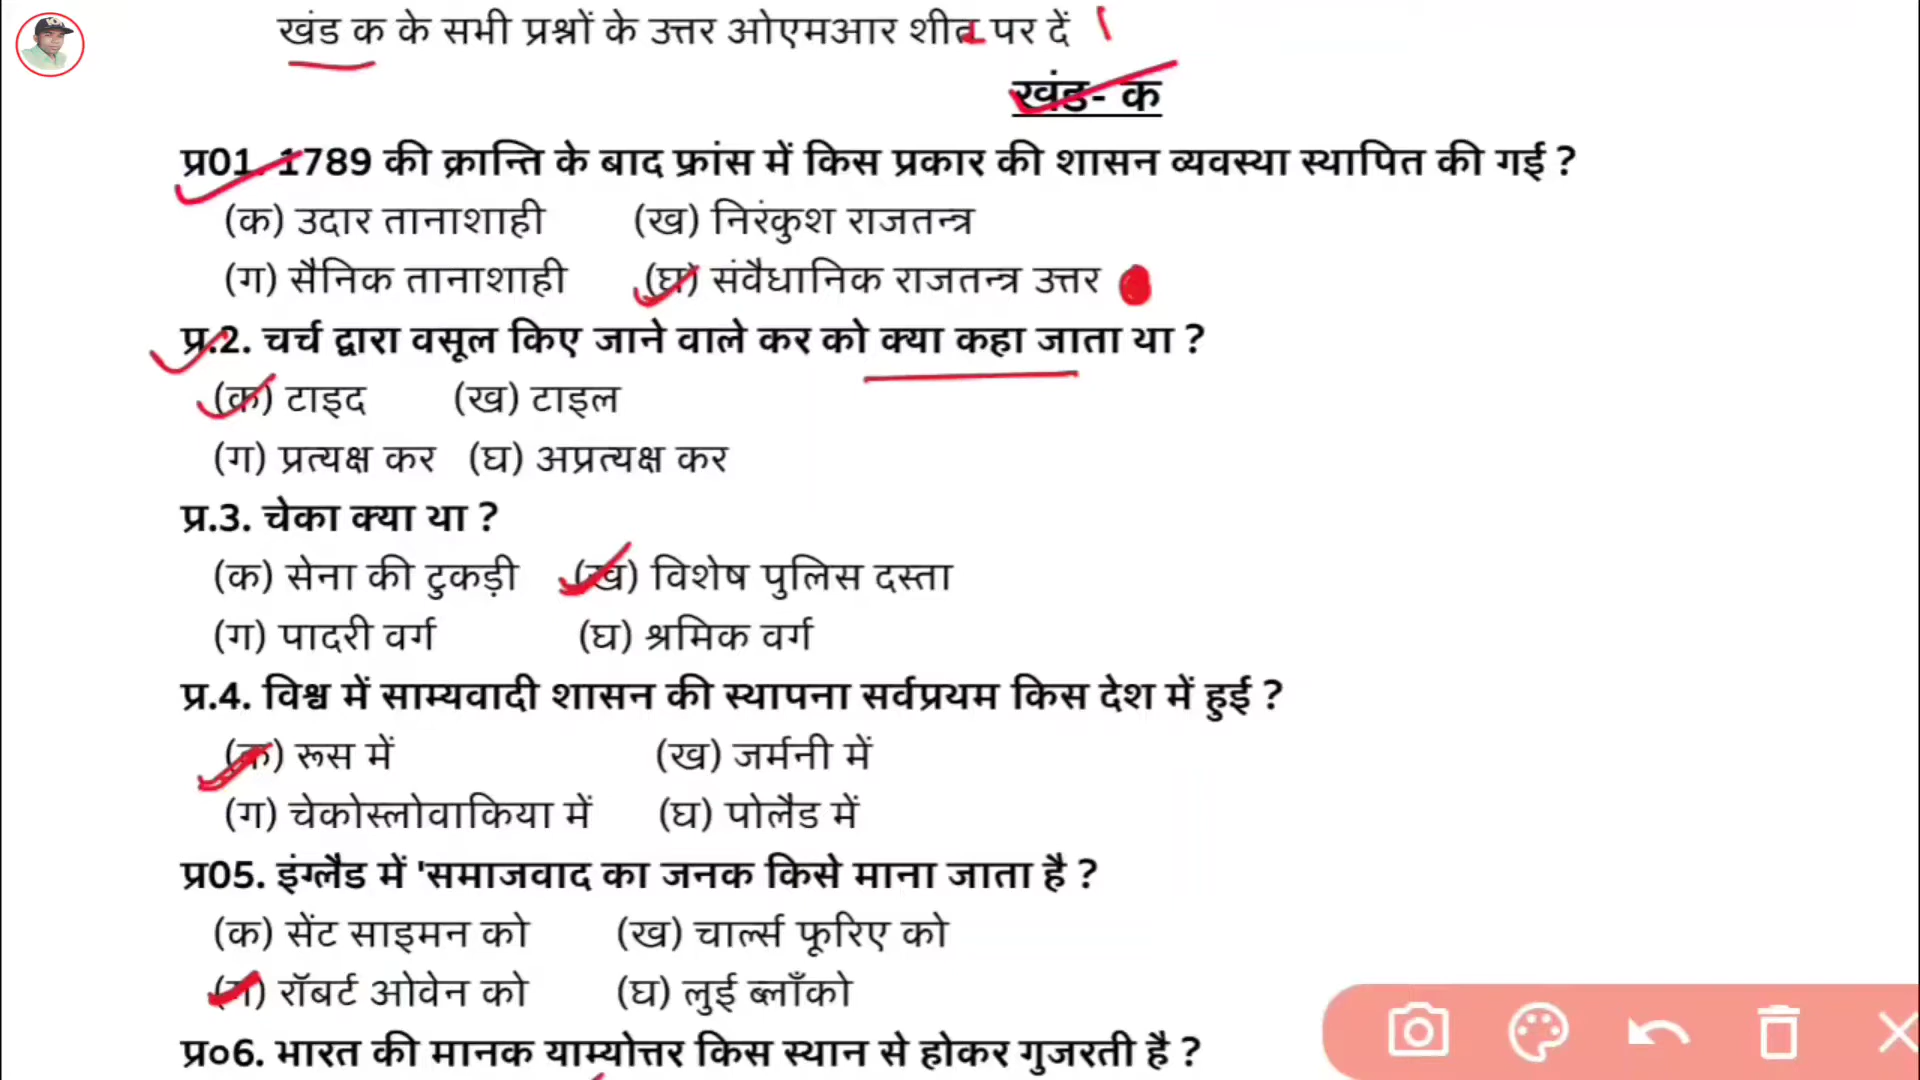 खंड क के सभी प्रश्नों के उत्तर ओएमआर शीट पर दें
खंड- क
प्र01. 1789 की क्रान्ति के बाद फ्रांस में किस प्रकार की शासन व्यवस्था स्थापित की गई ?
(क) उदार तानाशाही (ख) निरंकुश राजतन्त्र
(ग) सैनिक तानाशाही (घ) संवैधानिक राजतन्त्र उत्तर
प्र.2. चर्च द्वारा वसूल किए जाने वाले कर को क्या कहा जाता था ?
(क) टाइद (ख) टाइल
(ग) प्रत्यक्ष कर (घ) अप्रत्यक्ष कर
प्र.3. चेका क्या था ?
(क) सेना की टुकड़ी (ख) विशेष पुलिस दस्ता
(ग) पादरी वर्ग (घ) श्रमिक वर्ग
प्र.4. विश्व में साम्यवादी शासन की स्थापना सर्वप्रथम किस देश में हुई ?
(क) रूस में (ख) जर्मनी में
(ग) चेकोस्लोवाकिया में (घ) पोलैड में
प्र05. इंग्लैड में 'समाजवाद का जनक किसे माना जाता है ?
(क) सेंट साइमन को (ख) चार्ल्स फूरिए को
(ग) रॉबर्ट ओवेन को (घ) लुई ब्लाँको
प्र०6. भारत की मानक याम्योत्तर किस स्थान से होकर गुजरती है ?